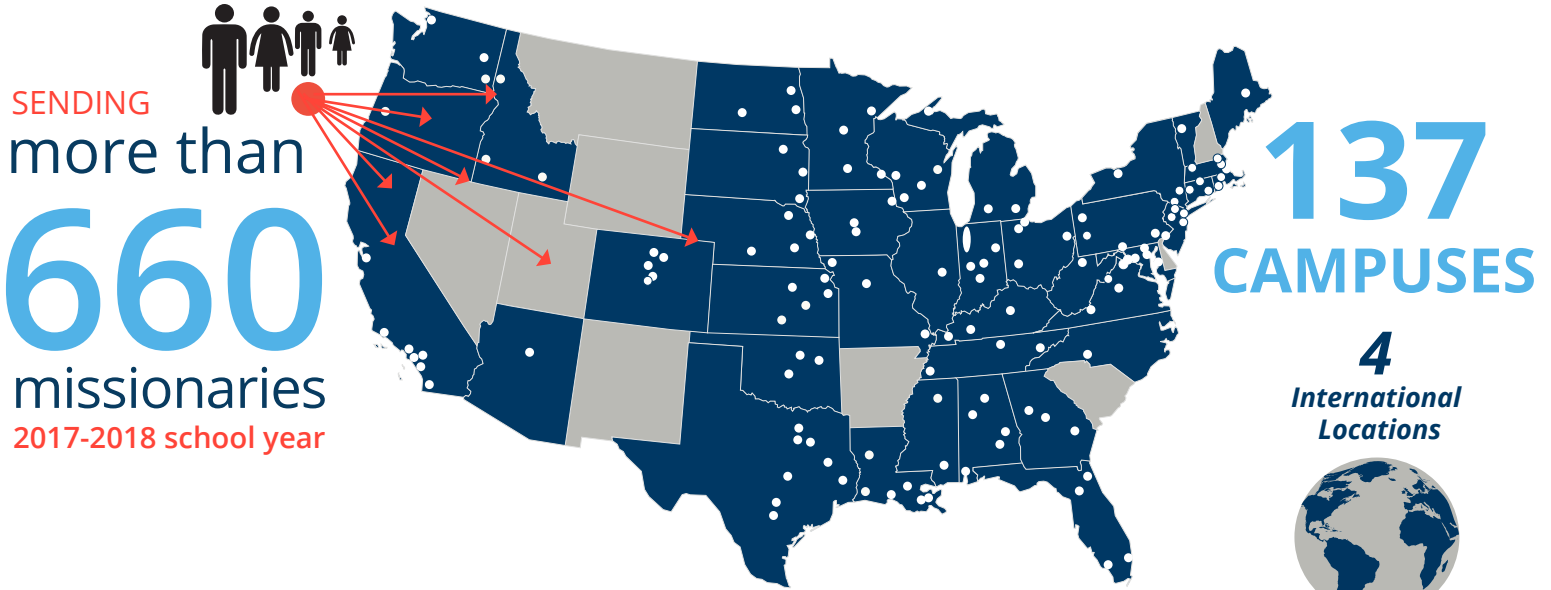 SENDING
more than
660
missionaries
2017-2018 school year
137
CAMPUSES
4
International
Locations